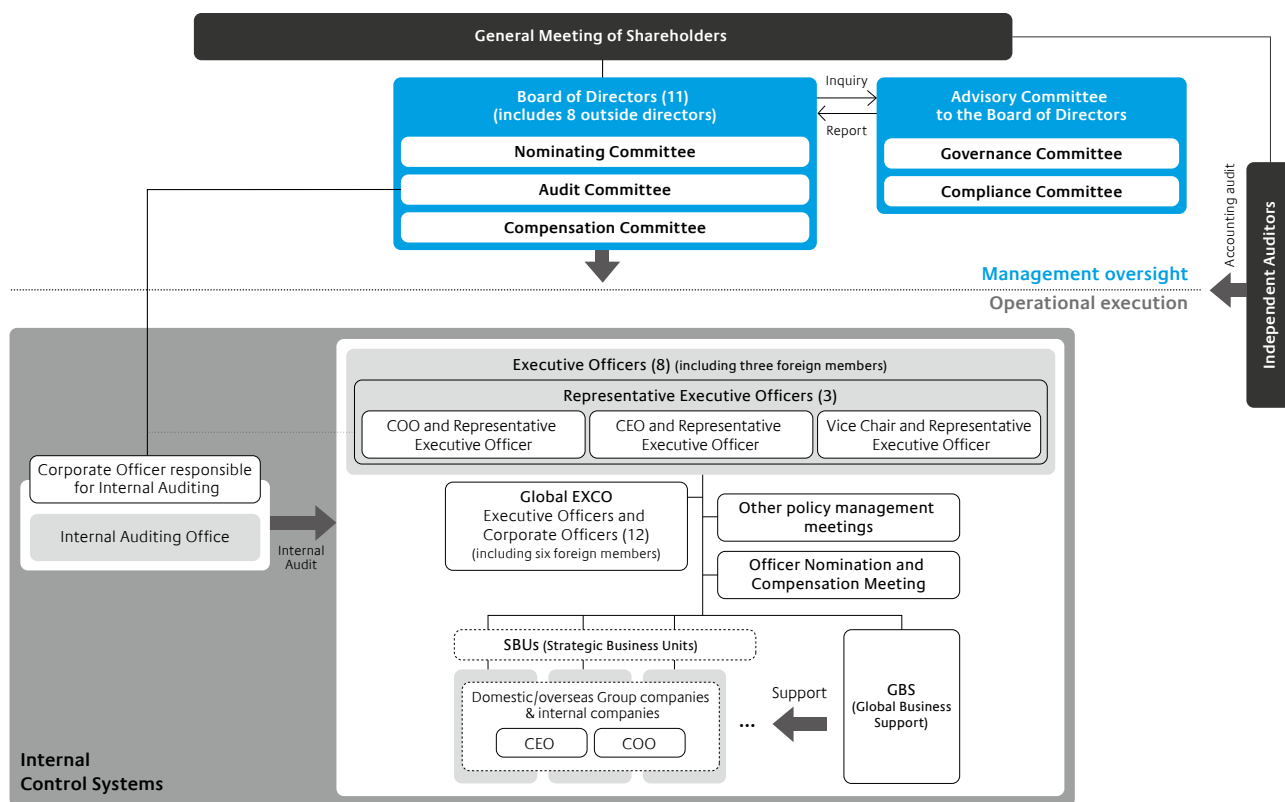 General Meeting of Shareholders
Board of Directors (11)
(includes 8 outside directors)
Nominating Committee
Audit Committee
Compensation Committee
Inquiry
Report
Advisory Committee
to the Board of Directors
Governance Committee
Compliance Committee
Accounting audit
Independent Auditors
Management oversight
Operational execution
Executive Officers (8) (including three foreign members)
Representative Executive Officers (3)
COO and Representative
Executive Officer
CEO and Representative
Executive Officer
Vice Chair and Representative
Executive Officer
Corporate Officer responsible
for Internal Auditing
Internal Auditing Office
Internal
Audit
Global EXCO
Executive Officers and
Corporate Officers (12)
(including six foreign members)
Other policy management
meetings
Officer Nomination and
Compensation Meeting
SBUs (Strategic Business Units)
Domestic/overseas Group companies
& internal companies
CEO
COO
...
Support
GBS
(Global Business
Support)
Internal
Control Systems